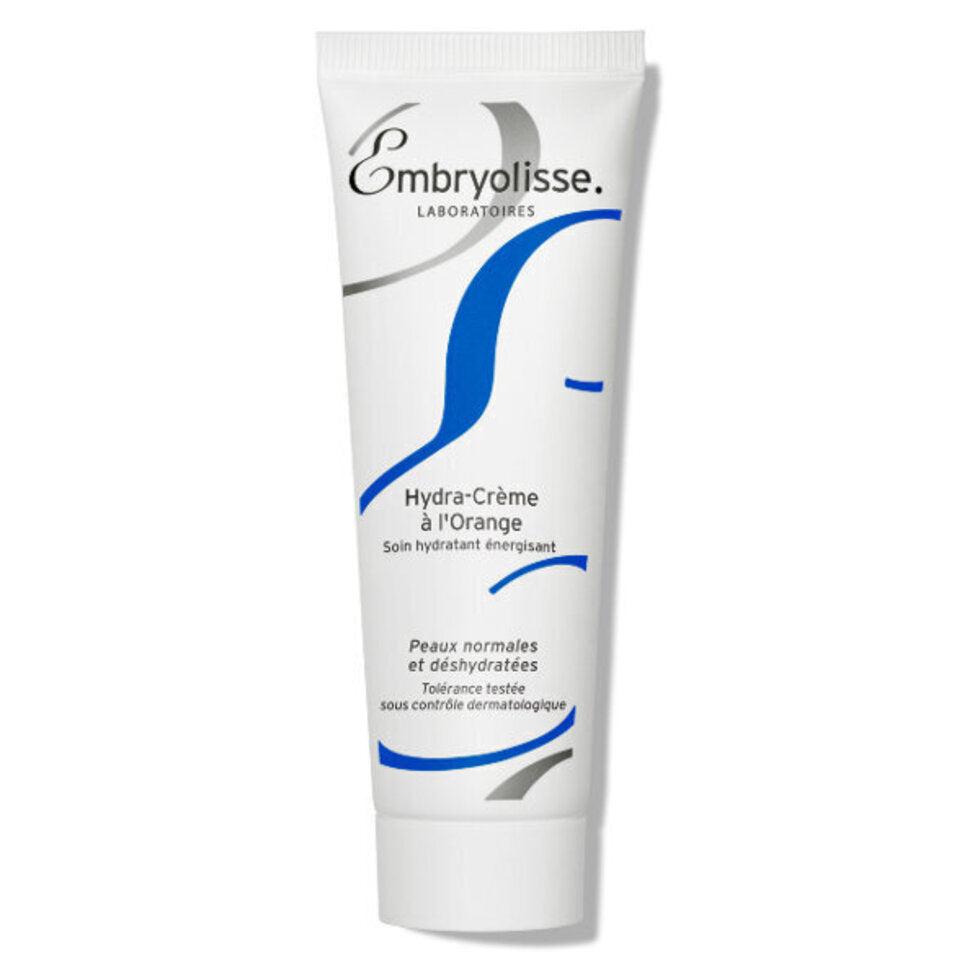 Embryolisse.
LABORATOIRES
Hydra-Crème
à l'Orange
Soin hydratant énergisant
Peaux normales
et déshydratées
Tolérance testée
sous contrôle dermatologique